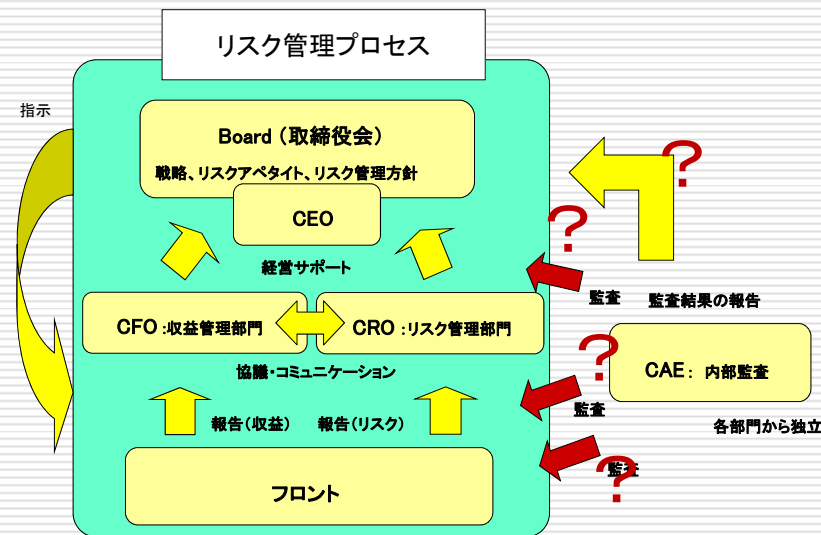 リスク管理プロセス
指示
Board（取締役会）
戦略、リスクアペタイト、リスク管理方針
CEO
?
?
経営サポート
監査
監査結果の報告
CFO：収益管理部門
CRO：リスク管理部門
?
CAE： 内部監査
協議・コミュニケーション
監査
報告（収益）
報告（リスク）
各部門から独立
監査
?
フロント